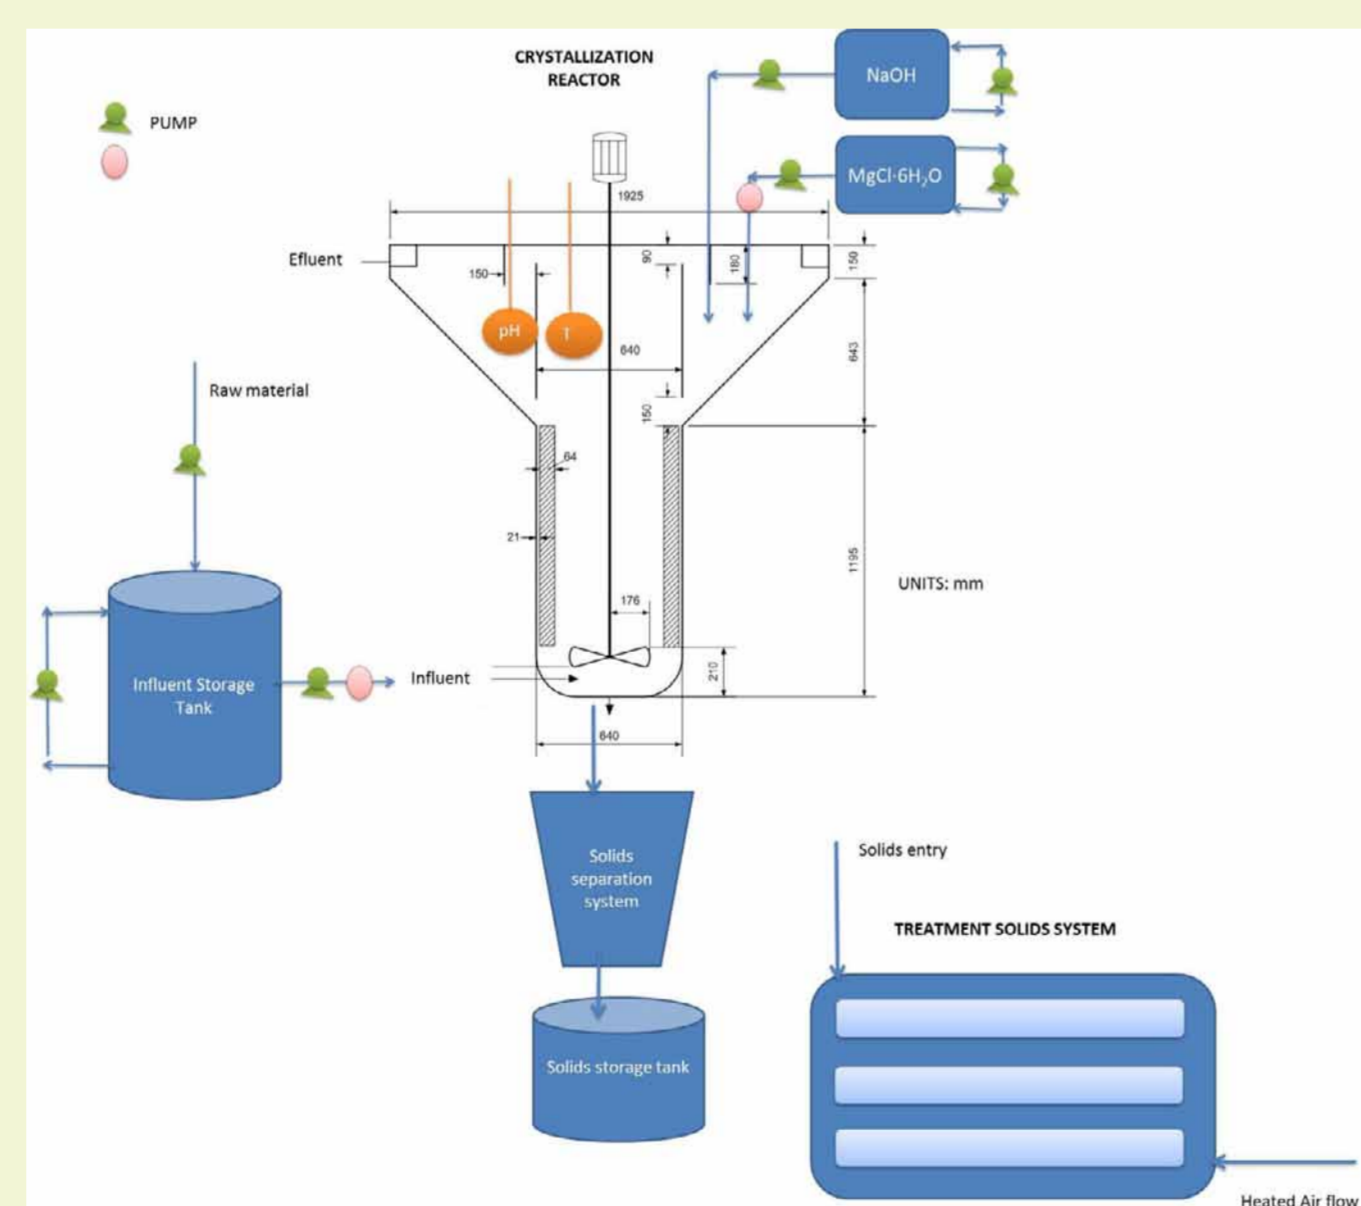 CRYSTALLIZATION
REACTOR
NaOH
PUMP
MgCl·6H₂O
1925
Efluent
150
90
180
150
pH
T
640
643
Raw material
150
64
21
1195
UNITS: mm
176
Influent Storage
Tank
Influent
210
640
Solids
separation
system
Solids entry
TREATMENT SOLIDS SYSTEM
Solids storage tank
Heated Air flow